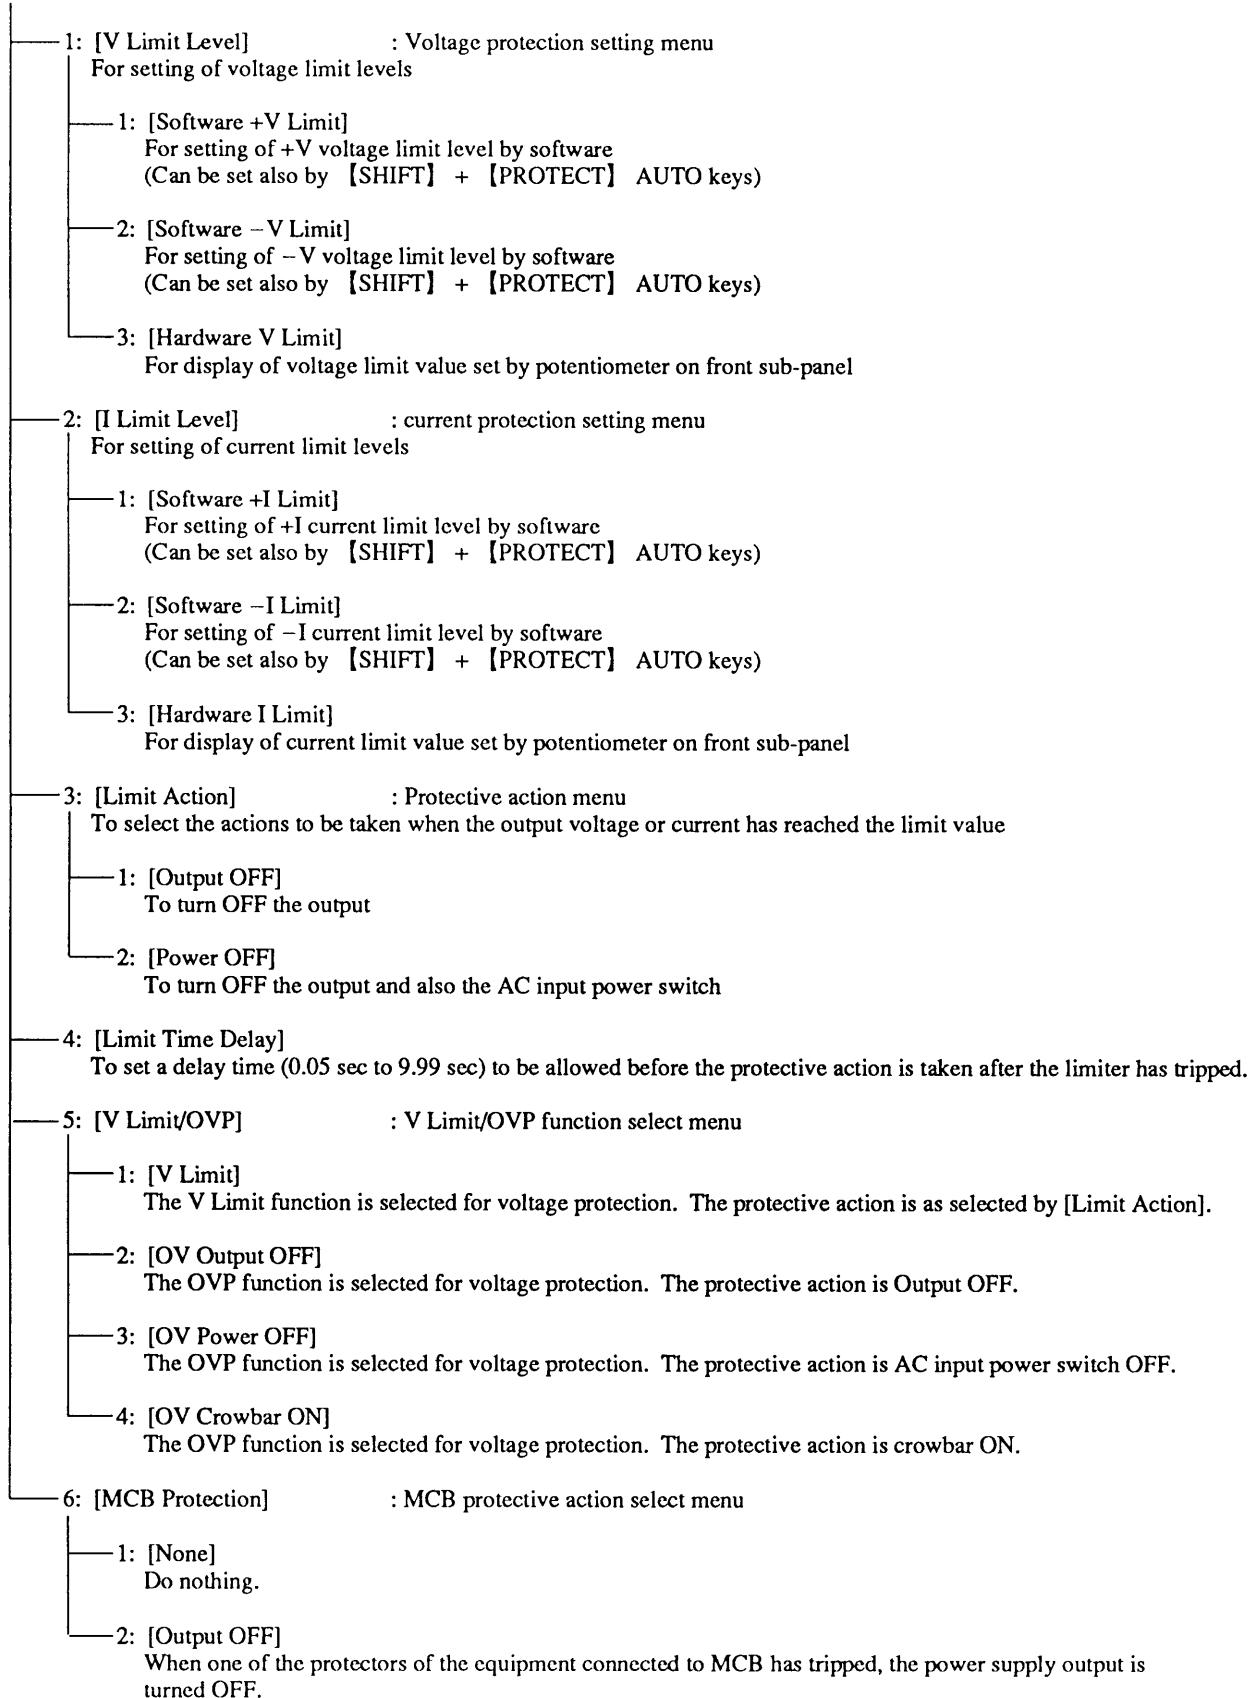 1: [V Limit Level] : Voltage protection setting menu
For setting of voltage limit levels
1: [Software +V Limit]
For setting of +V voltage limit level by software
(Can be set also by 【SHIFT】 + 【PROTECT】 AUTO keys)
2: [Software −V Limit]
For setting of −V voltage limit level by software
(Can be set also by 【SHIFT】 + 【PROTECT】 AUTO keys)
3: [Hardware V Limit]
For display of voltage limit value set by potentiometer on front sub-panel
2: [I Limit Level] : current protection setting menu
For setting of current limit levels
1: [Software +I Limit]
For setting of +I current limit level by software
(Can be set also by 【SHIFT】 + 【PROTECT】 AUTO keys)
2: [Software −I Limit]
For setting of −I current limit level by software
(Can be set also by 【SHIFT】 + 【PROTECT】 AUTO keys)
3: [Hardware I Limit]
For display of current limit value set by potentiometer on front sub-panel
3: [Limit Action] : Protective action menu
To select the actions to be taken when the output voltage or current has reached the limit value
1: [Output OFF]
To turn OFF the output
2: [Power OFF]
To turn OFF the output and also the AC input power switch
4: [Limit Time Delay]
To set a delay time (0.05 sec to 9.99 sec) to be allowed before the protective action is taken after the limiter has tripped.
5: [V Limit/OVP] : V Limit/OVP function select menu
1: [V Limit]
The V Limit function is selected for voltage protection. The protective action is as selected by [Limit Action].
2: [OV Output OFF]
The OVP function is selected for voltage protection. The protective action is Output OFF.
3: [OV Power OFF]
The OVP function is selected for voltage protection. The protective action is AC input power switch OFF.
4: [OV Crowbar ON]
The OVP function is selected for voltage protection. The protective action is crowbar ON.
6: [MCB Protection] : MCB protective action select menu
1: [None]
Do nothing.
2: [Output OFF]
When one of the protectors of the equipment connected to MCB has tripped, the power supply output is
turned OFF.